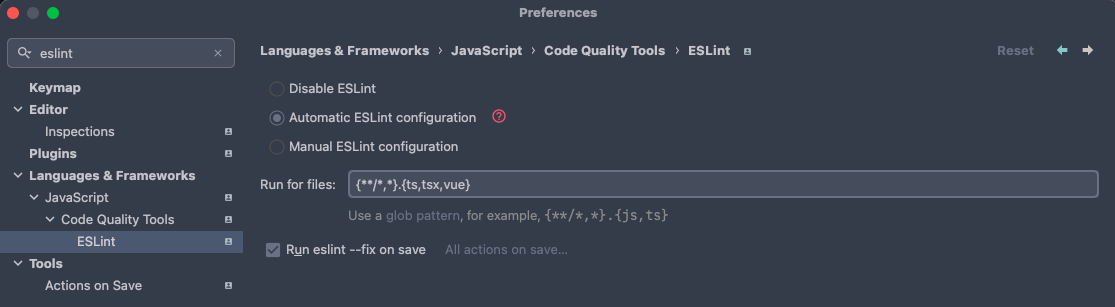 Preferences
eslint
Keymap
Editor
Inspections
Plugins
Languages & Frameworks
JavaScript
Code Quality Tools
ESLint
Tools
Actions on Save
Languages & Frameworks › JavaScript › Code Quality Tools › ESLint
Reset
Disable ESLint
Automatic ESLint configuration ?
Manual ESLint configuration
Run for files: {**/*,*}.{ts,tsx,vue}
Use a glob pattern, for example, {**/*,*}.{js,ts}
Run eslint --fix on save All actions on save...